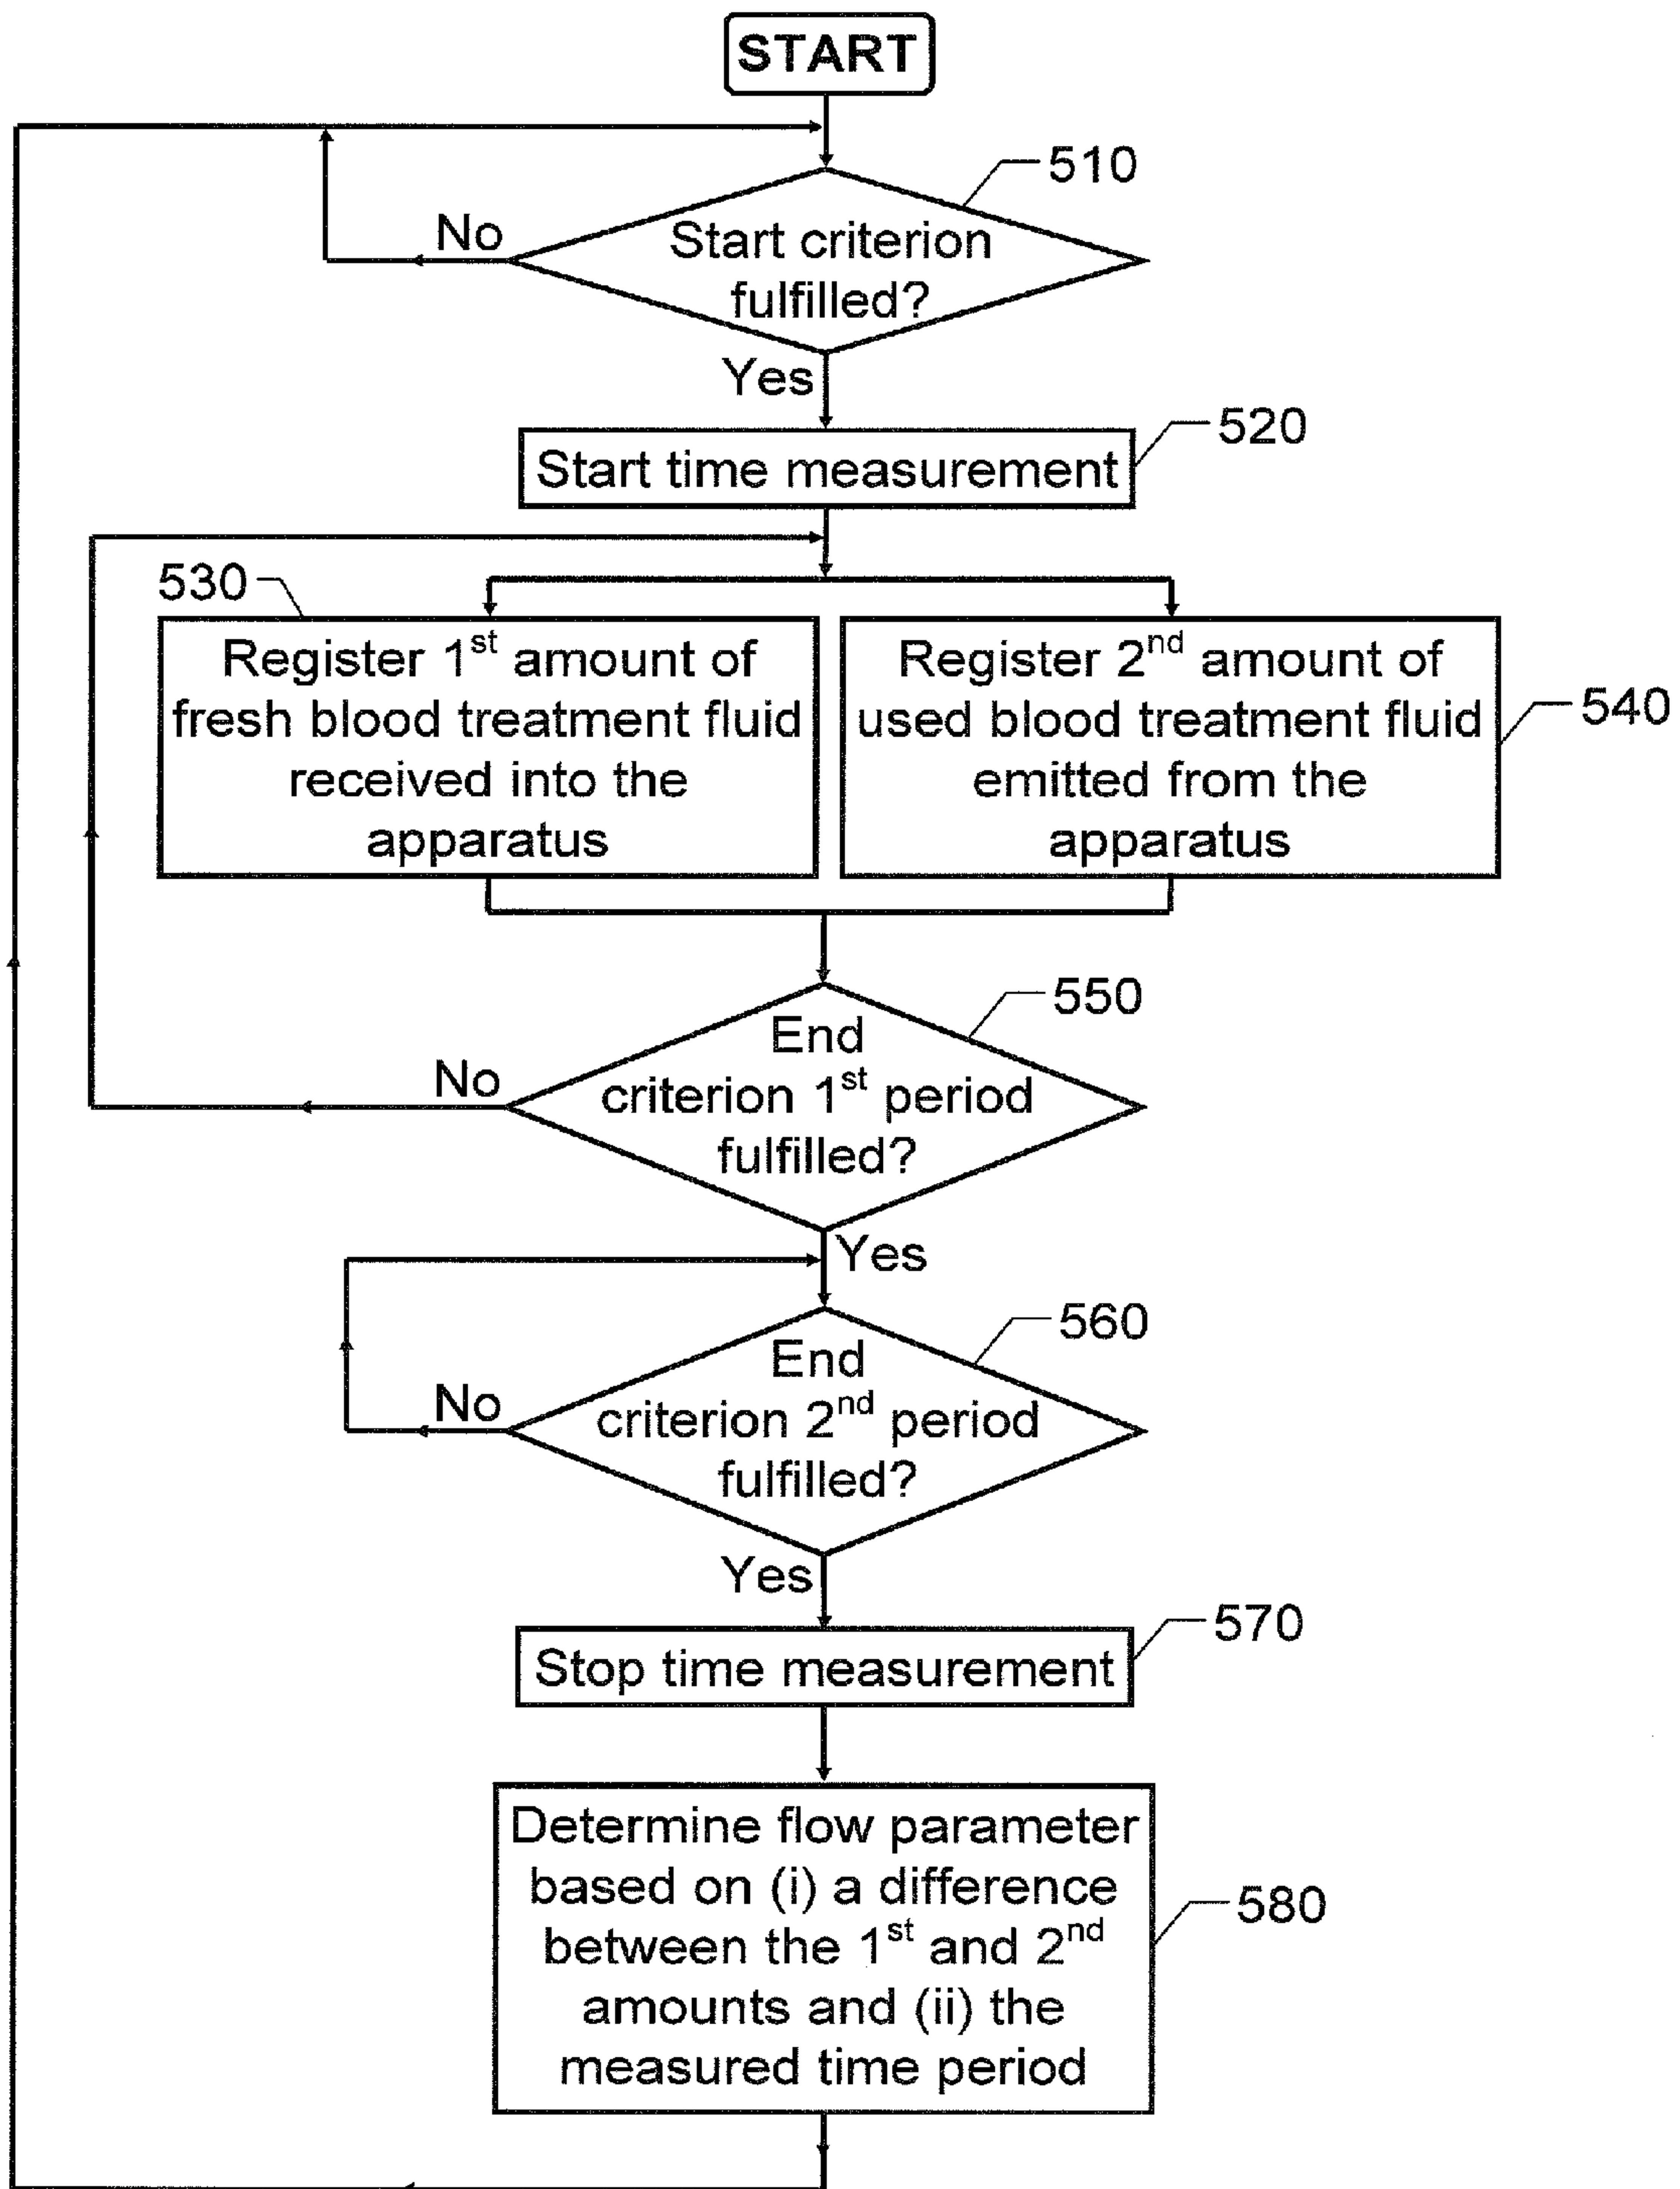 START
510
No
Start criterion
fulfilled?
Yes
520
Start time measurement
530
Register 1st amount of
fresh blood treatment fluid
received into the
apparatus
Register 2nd amount of
used blood treatment fluid
emitted from the
apparatus
540
550
No
End
criterion 1st period
fulfilled?
Yes
560
No
End
criterion 2nd period
fulfilled?
Yes
570
Stop time measurement
Determine flow parameter
based on (i) a difference
between the 1st and 2nd
amounts and (ii) the
measured time period
580